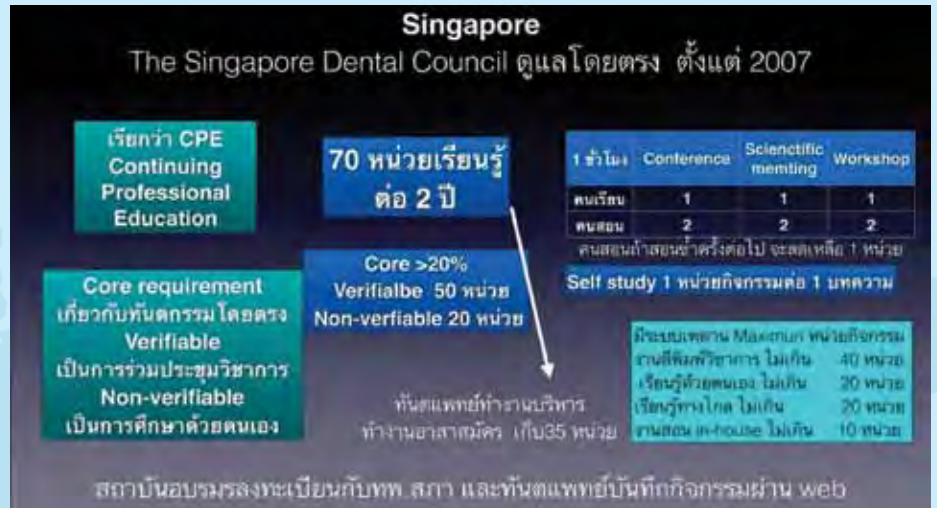 Singapore
The Singapore Dental Council ดูแลโดยตรง ตั้งแต่ 2007
เรียกว่า CPE
Continuing
Professional
Education
70 หน่วยเรียนรู้
ต่อ 2 ปี
1 ชั่วโมง Conference Scienctific memting Workshop
คนเรียน 1 1 1
คนสอน 2 2 2
คนสอนถ้าสอนซ้ำครั้งต่อไป จะลดเหลือ 1 หน่วย
Core requirement
เกี่ยวกับทันตกรรมโดยตรง
Verifiable
เป็นการร่วมประชุมวิชาการ
Non-verifiable
เป็นการศึกษาด้วยตนเอง
Core >20%
Verifialbe 50 หน่วย
Non-verfiable 20 หน่วย
Self study 1 หน่วยกิจกรรมต่อ 1 บทความ
มีระบบเพดาน Maximun หน่วยกิจกรรม
งานตีพิมพ์วิชาการ ไม่เกิน 40 หน่วย
เรียนรู้ด้วยตนเอง ไม่เกิน 20 หน่วย
เรียนรู้ทางไกล ไม่เกิน 20 หน่วย
งานสอน in-house ไม่เกิน 10 หน่วย
ทันตแพทย์ทำงานบริหาร
ทำงานอาสาสมัคร เก็บ35 หน่วย
สถาบันอบรมรลงทะเบียนกับทพ สภา และทันตแพทย์บันทึกกิจกรรมผ่าน web